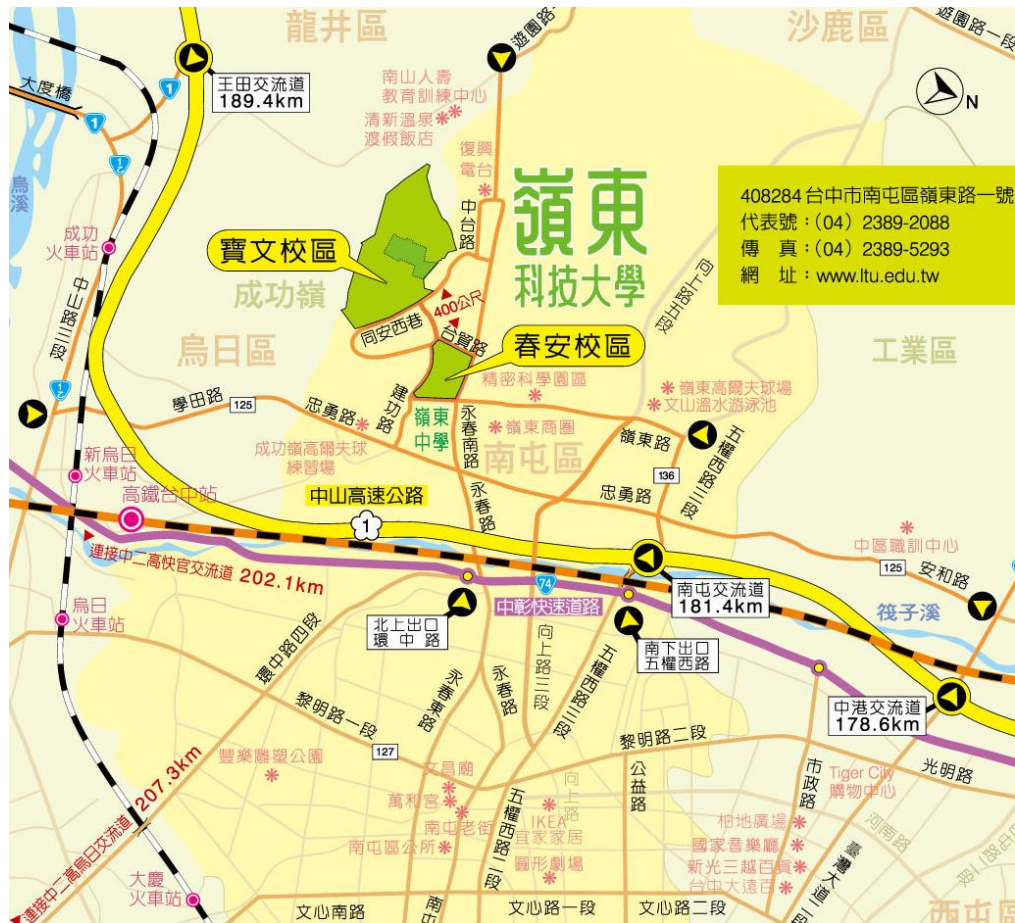 龍井區
沙鹿區
遊園路一段
遊園路
大度橋
1
1
王田交流道
189.4km
南山人壽
教育訓練中心
清新溫泉
渡假飯店
N
1
12
復興
電台
烏溪
嶺東
科技大學
408284 台中市南屯區嶺東路一號
代表號：(04) 2389-2088
傳　真：(04) 2389-5293
網　址：www.ltu.edu.tw
成功
火車站
中台路
寶文校區
成功嶺
400公尺
向上路五段
中山路三段
同安西巷
台貿路
春安校區
烏日區
工業區
精密科學園區
嶺東高爾夫球場
文山溫水游泳池
12
學田路
125
忠勇路
建功路
嶺東
中學
永春南路
嶺東商圈
嶺東路
五權西路三段
成功嶺高爾夫球
練習場
南屯區
136
新烏日
火車站
忠勇路
高鐵台中站
中山高速公路
1
永春路
中區職訓中心
連接中二高快官交流道 202.1km
125
安和路
74
南屯交流道
181.4km
中彰快速道路
烏日
火車站
北上出口
環中路
筏子溪
南下出口
五權西路
環中路四段
向上路三段
五權西路三段
永春東路
永春路
中港交流道
178.6km
黎明路一段
黎明路二段
127
光明路
豐樂雕塑公園
公益路
市政路
Tiger City
購物中心
文昌廟
向上路
萬和宮
南屯老街
IKEA
宜家家居
五權西路二段
柏地廣場
河南路
連接中二高烏日交流道 207.3km
南屯區公所
圓形劇場
國家音樂廳
新光三越百貨
台中大遠百
臺灣大道二
大慶
火車站
文心南路
南屯
文心路一段
文心路二段
西屯區